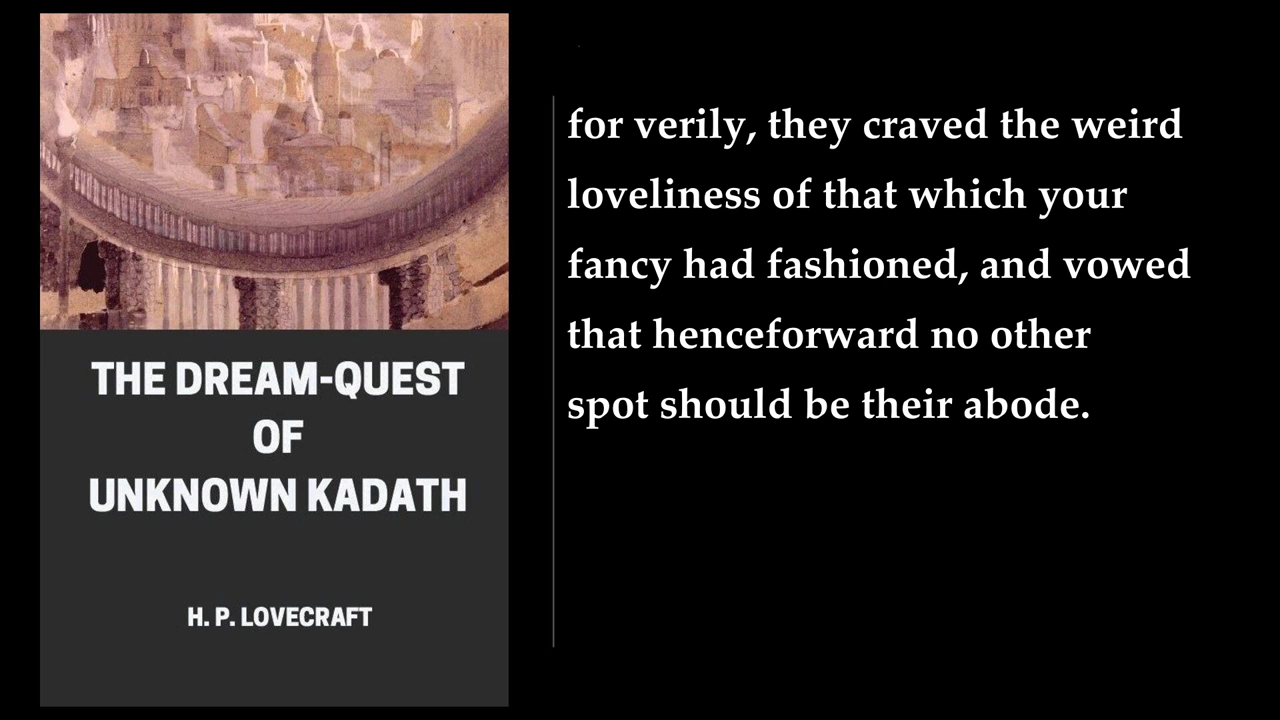 THE DREAM-QUEST
OF
UNKNOWN KADATH
H. P. LOVECRAFT
for verily, they craved the weird
loveliness of that which your
fancy had fashioned, and vowed
that henceforward no other
spot should be their abode.